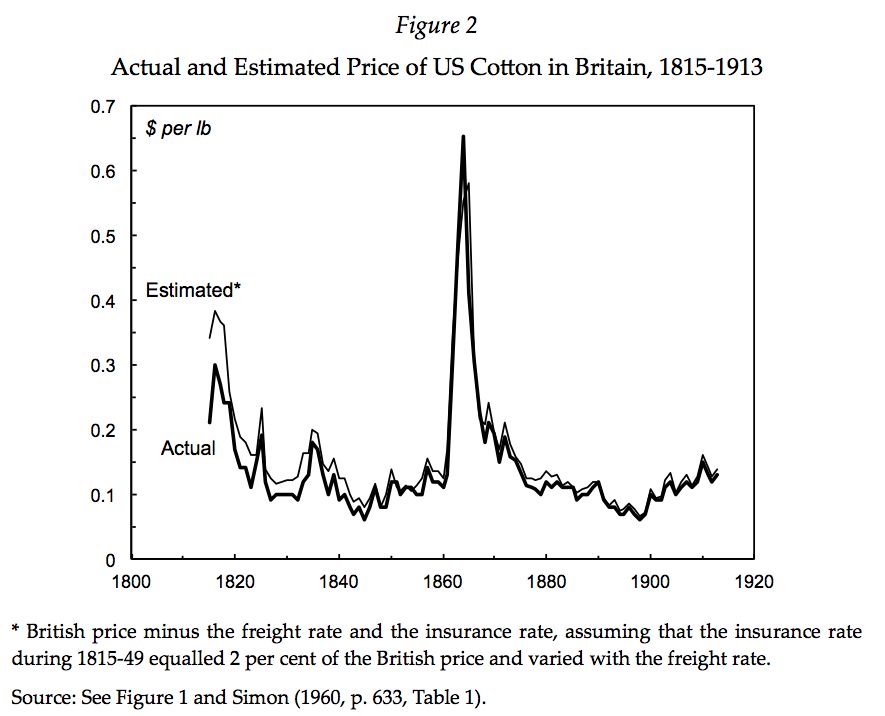 Figure 2
Actual and Estimated Price of US Cotton in Britain, 1815-1913
0.7
$ per lb
0.6
0.5
Estimated*
0.4
0.3
0.2
Actual
0.1
0
1800 1820 1840 1860 1880 1900 1920
* British price minus the freight rate and the insurance rate, assuming that the insurance rate
during 1815-49 equalled 2 per cent of the British price and varied with the freight rate.
Source: See Figure 1 and Simon (1960, p. 633, Table 1).